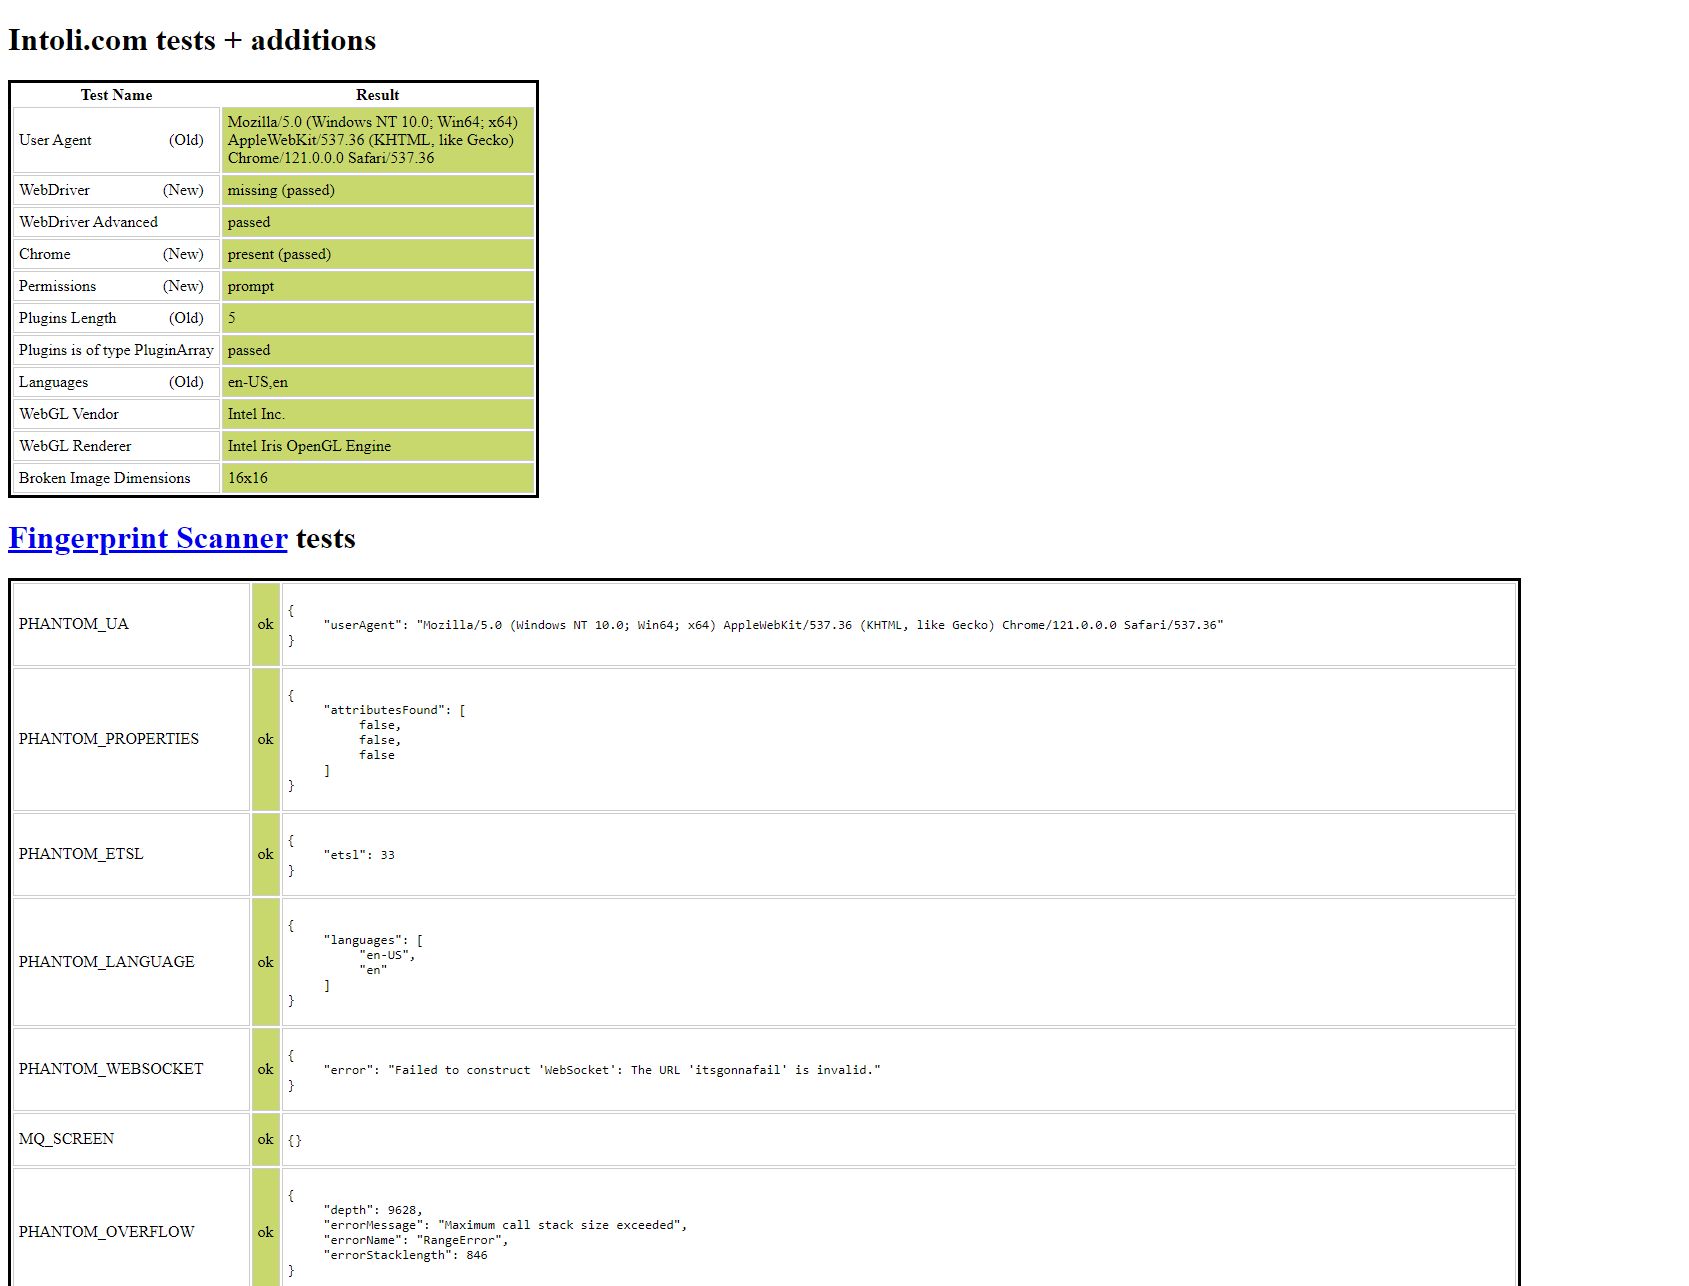 Intoli.com tests + additions
Test Name Result
User Agent (Old) Mozilla/5.0 (Windows NT 10.0; Win64; x64)
AppleWebKit/537.36 (KHTML, like Gecko)
Chrome/121.0.0.0 Safari/537.36
WebDriver (New) missing (passed)
WebDriver Advanced passed
Chrome (New) present (passed)
Permissions (New) prompt
Plugins Length (Old) 5
Plugins is of type PluginArray passed
Languages (Old) en-US,en
WebGL Vendor Intel Inc.
WebGL Renderer Intel Iris OpenGL Engine
Broken Image Dimensions 16x16
Fingerprint Scanner tests
PHANTOM_UA ok
{
"userAgent": "Mozilla/5.0 (Windows NT 10.0; Win64; x64) AppleWebKit/537.36 (KHTML, like Gecko) Chrome/121.0.0.0 Safari/537.36"
}
PHANTOM_PROPERTIES ok
{
"attributesFound": [
false,
false,
false
]
}
PHANTOM_ETSL ok
{
"etsl": 33
}
PHANTOM_LANGUAGE ok
{
"languages": [
"en-US",
"en"
]
}
PHANTOM_WEBSOCKET ok
{
"error": "Failed to construct 'WebSocket': The URL 'itsgonnafail' is invalid."
}
MQ_SCREEN ok {}
PHANTOM_OVERFLOW ok
{
"depth": 9628,
"errorMessage": "Maximum call stack size exceeded",
"errorName": "RangeError",
"errorStacklength": 846
}